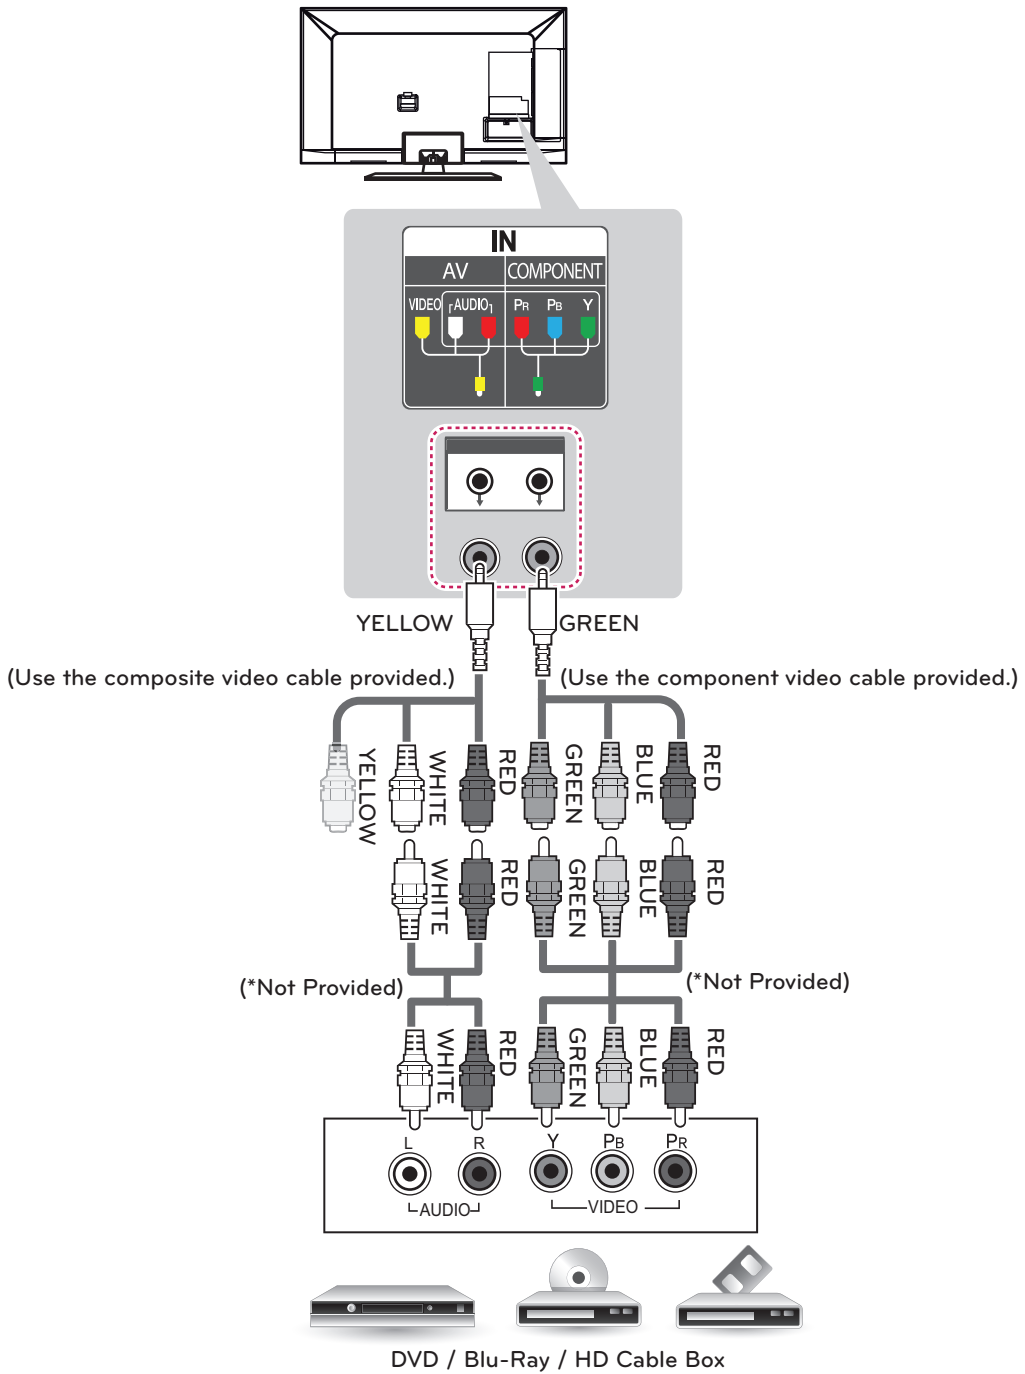 IN
AV COMPONENT
VIDEO ┌AUDIO┐ PR PB Y
YELLOW GREEN
(Use the composite video cable provided.) (Use the component video cable provided.)
YELLOW WHITE RED GREEN BLUE RED
WHITE RED GREEN BLUE RED
(*Not Provided) (*Not Provided)
WHITE RED GREEN BLUE RED
L R Y PB PR
AUDIO VIDEO
DVD / Blu-Ray / HD Cable Box